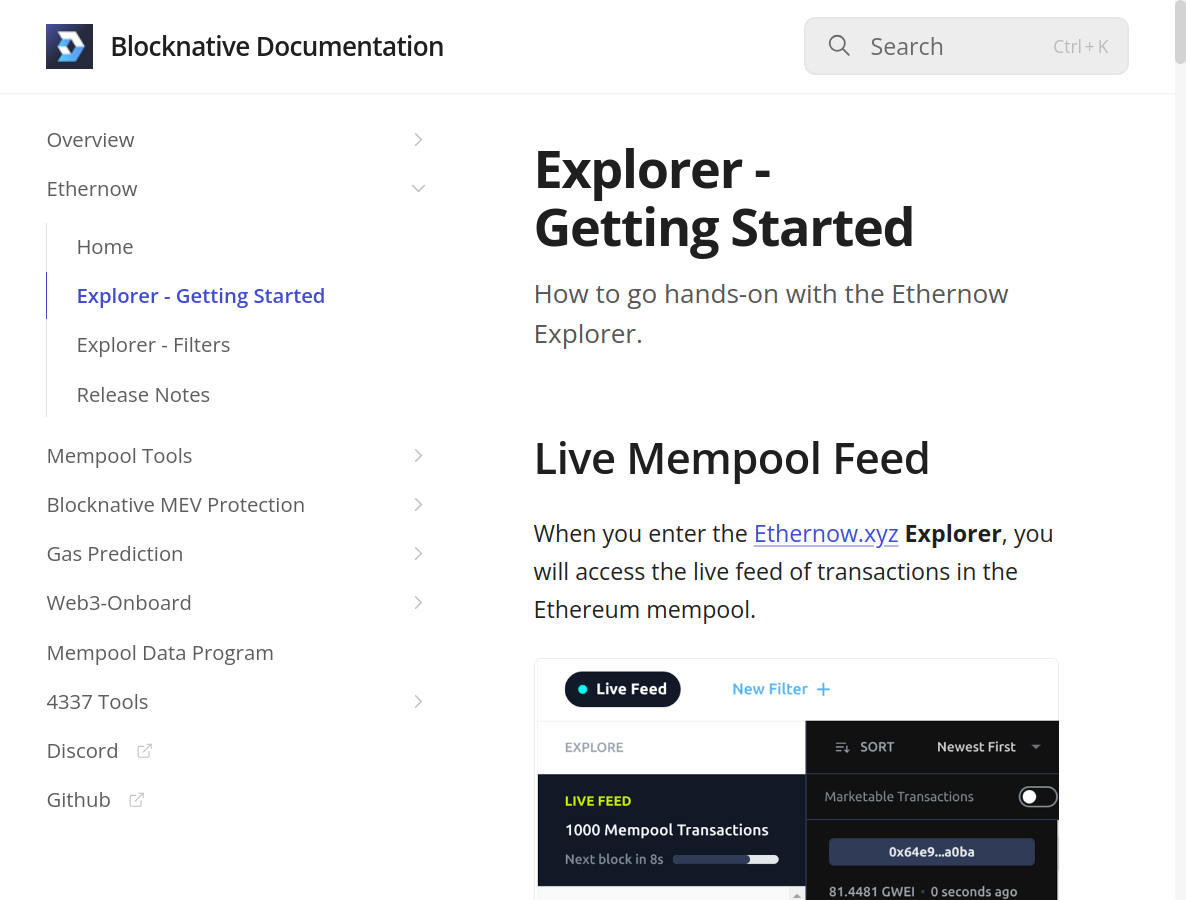 Blocknative Documentation
Search
Ctrl + K
Overview
Ethernow
Home
Explorer - Getting Started
Explorer - Filters
Release Notes
Mempool Tools
Blocknative MEV Protection
Gas Prediction
Web3-Onboard
Mempool Data Program
4337 Tools
Discord
Github
Explorer -
Getting Started
How to go hands-on with the Ethernow
Explorer.
Live Mempool Feed
When you enter the Ethernow.xyz Explorer, you
will access the live feed of transactions in the
Ethereum mempool.
Live Feed
New Filter +
EXPLORE
SORT
Newest First
LIVE FEED
1000 Mempool Transactions
Next block in 8s
Marketable Transactions
0x64e9...a0ba
81.4481 GWEI • 0 seconds ago